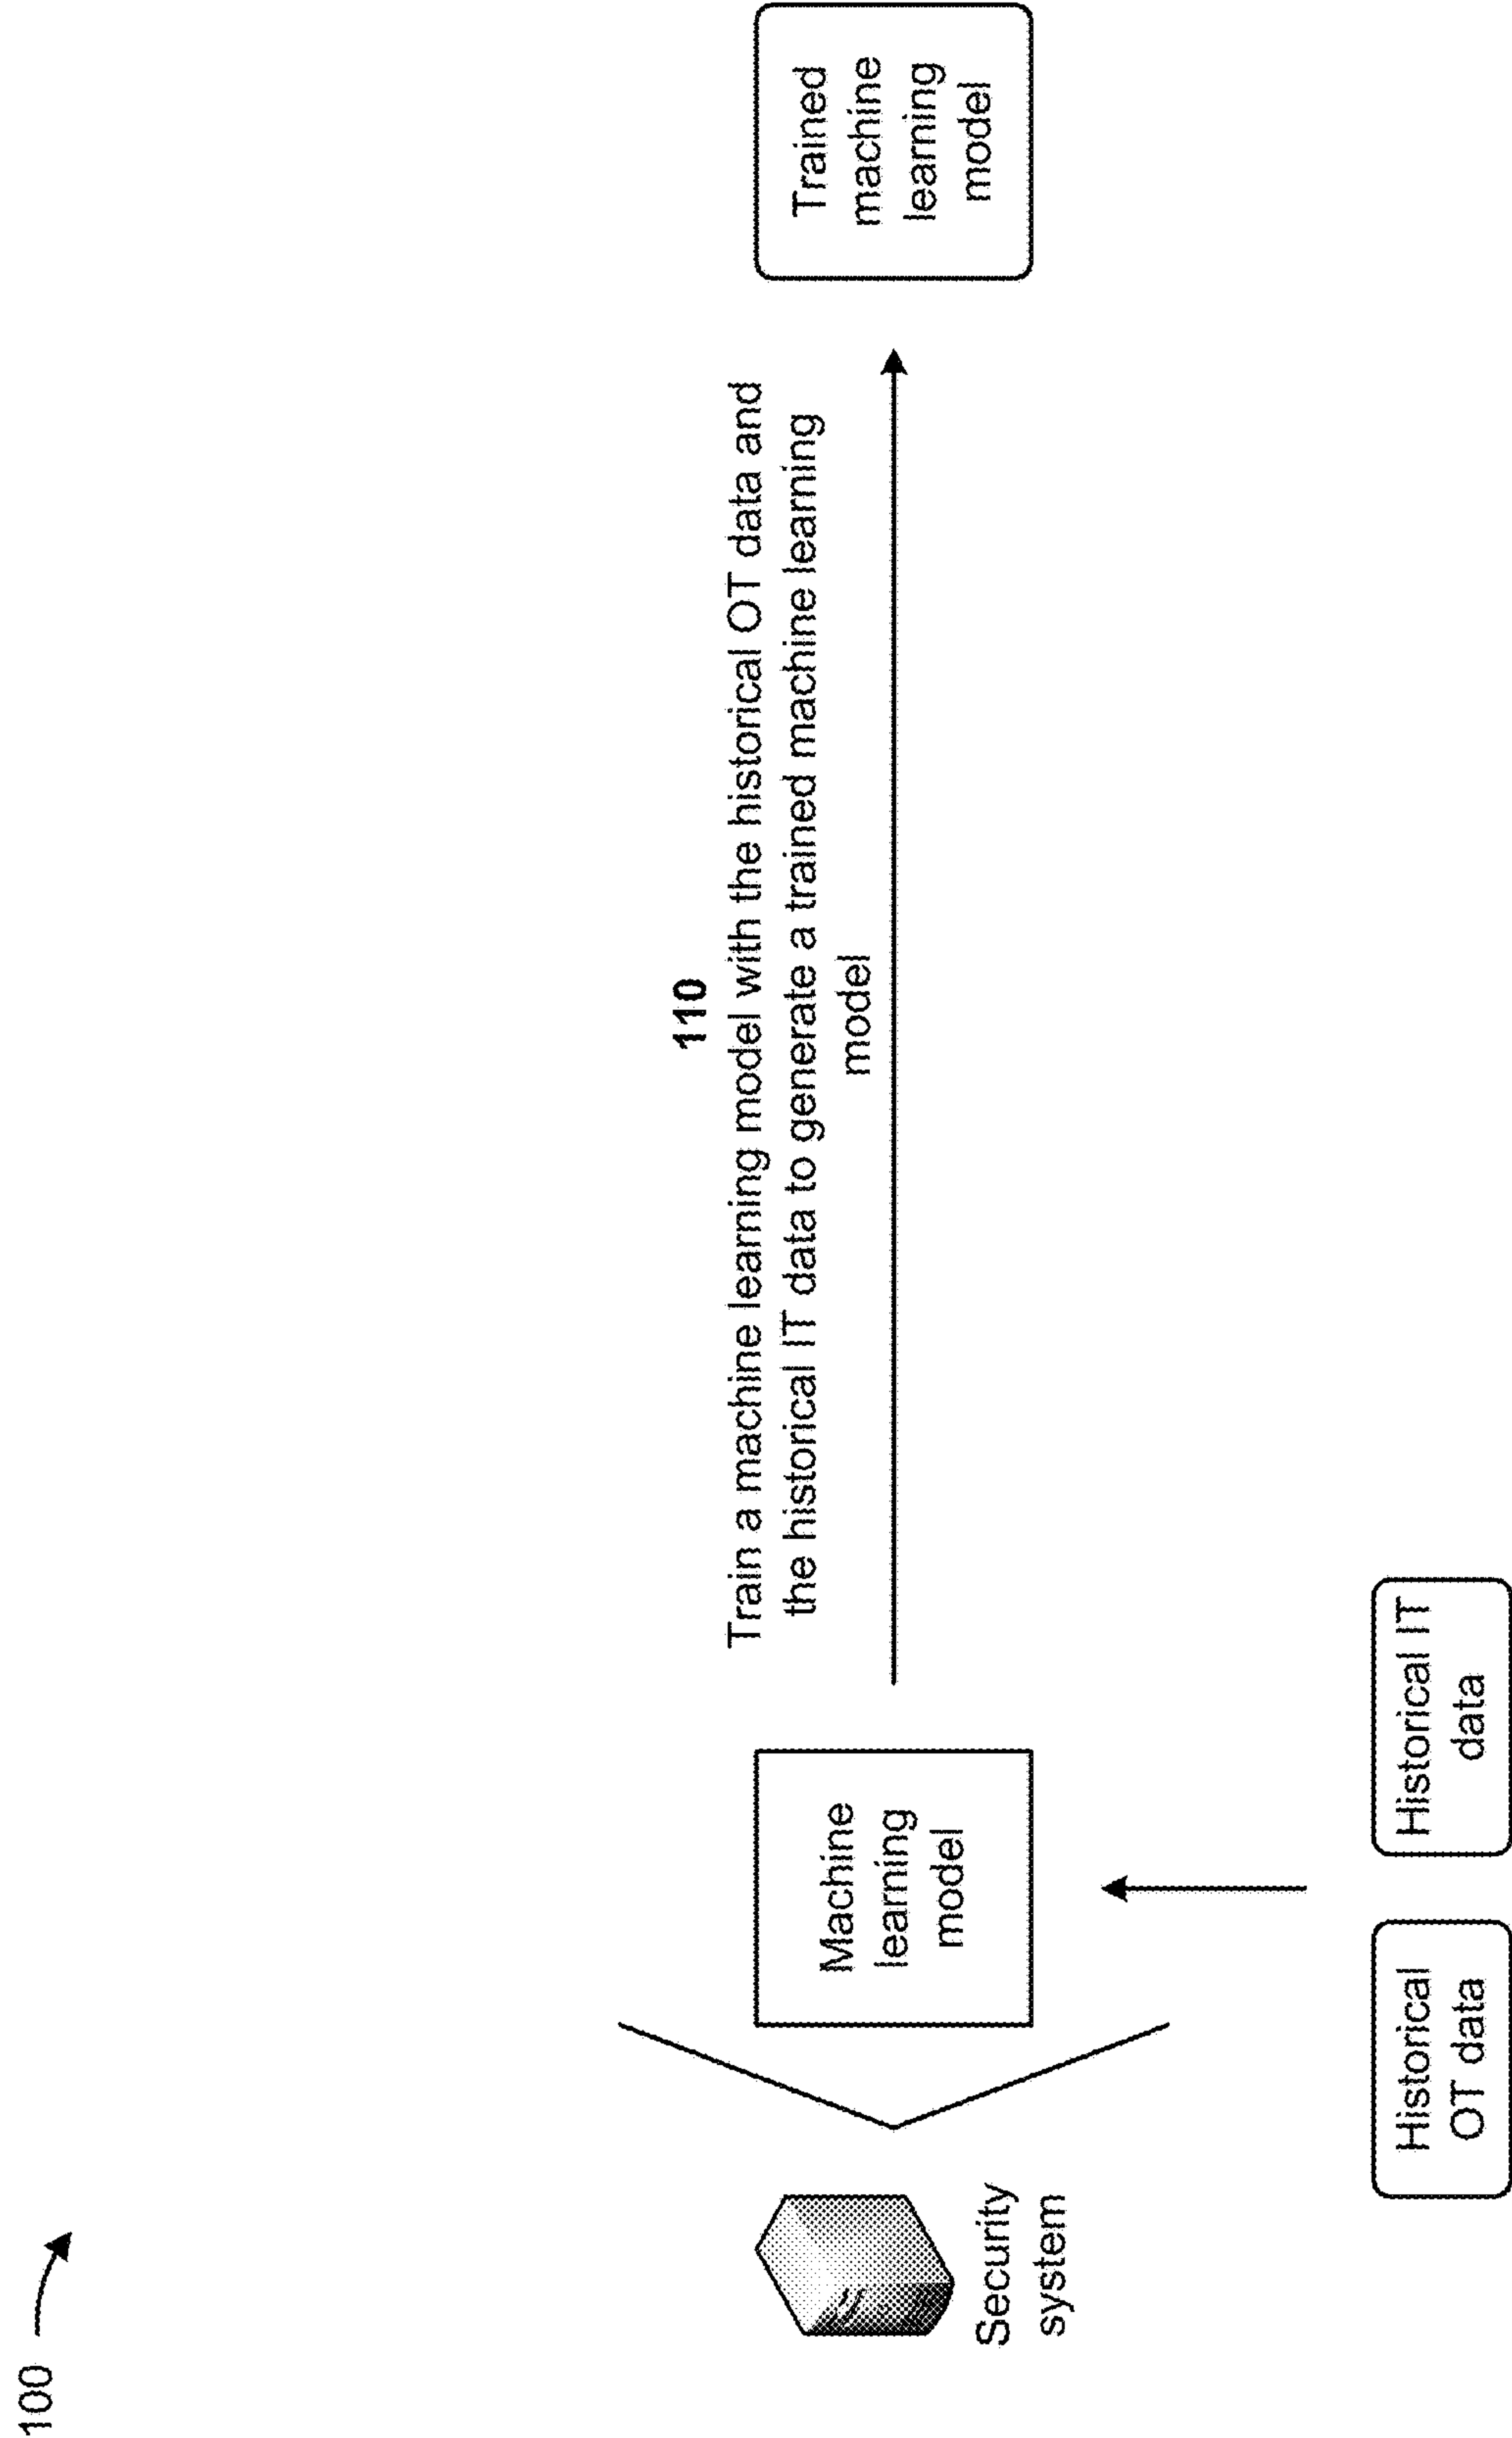 100
110
Train a machine learning model with the historical OT data and
the historical IT data to generate a trained machine learning
model
Security
system
Machine
learning
model
Trained
machine
learning
model
Historical
OT data
Historical IT
data